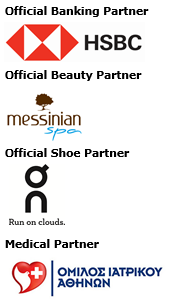 Official Banking Partner
HSBC
Official Beauty Partner
messinian
spa
Official Shoe Partner
on
Run on clouds.
Medical Partner
ΟΜΙΛΟΣ ΙΑΤΡΙΚΟΥ
ΑΘΗΝΩΝ